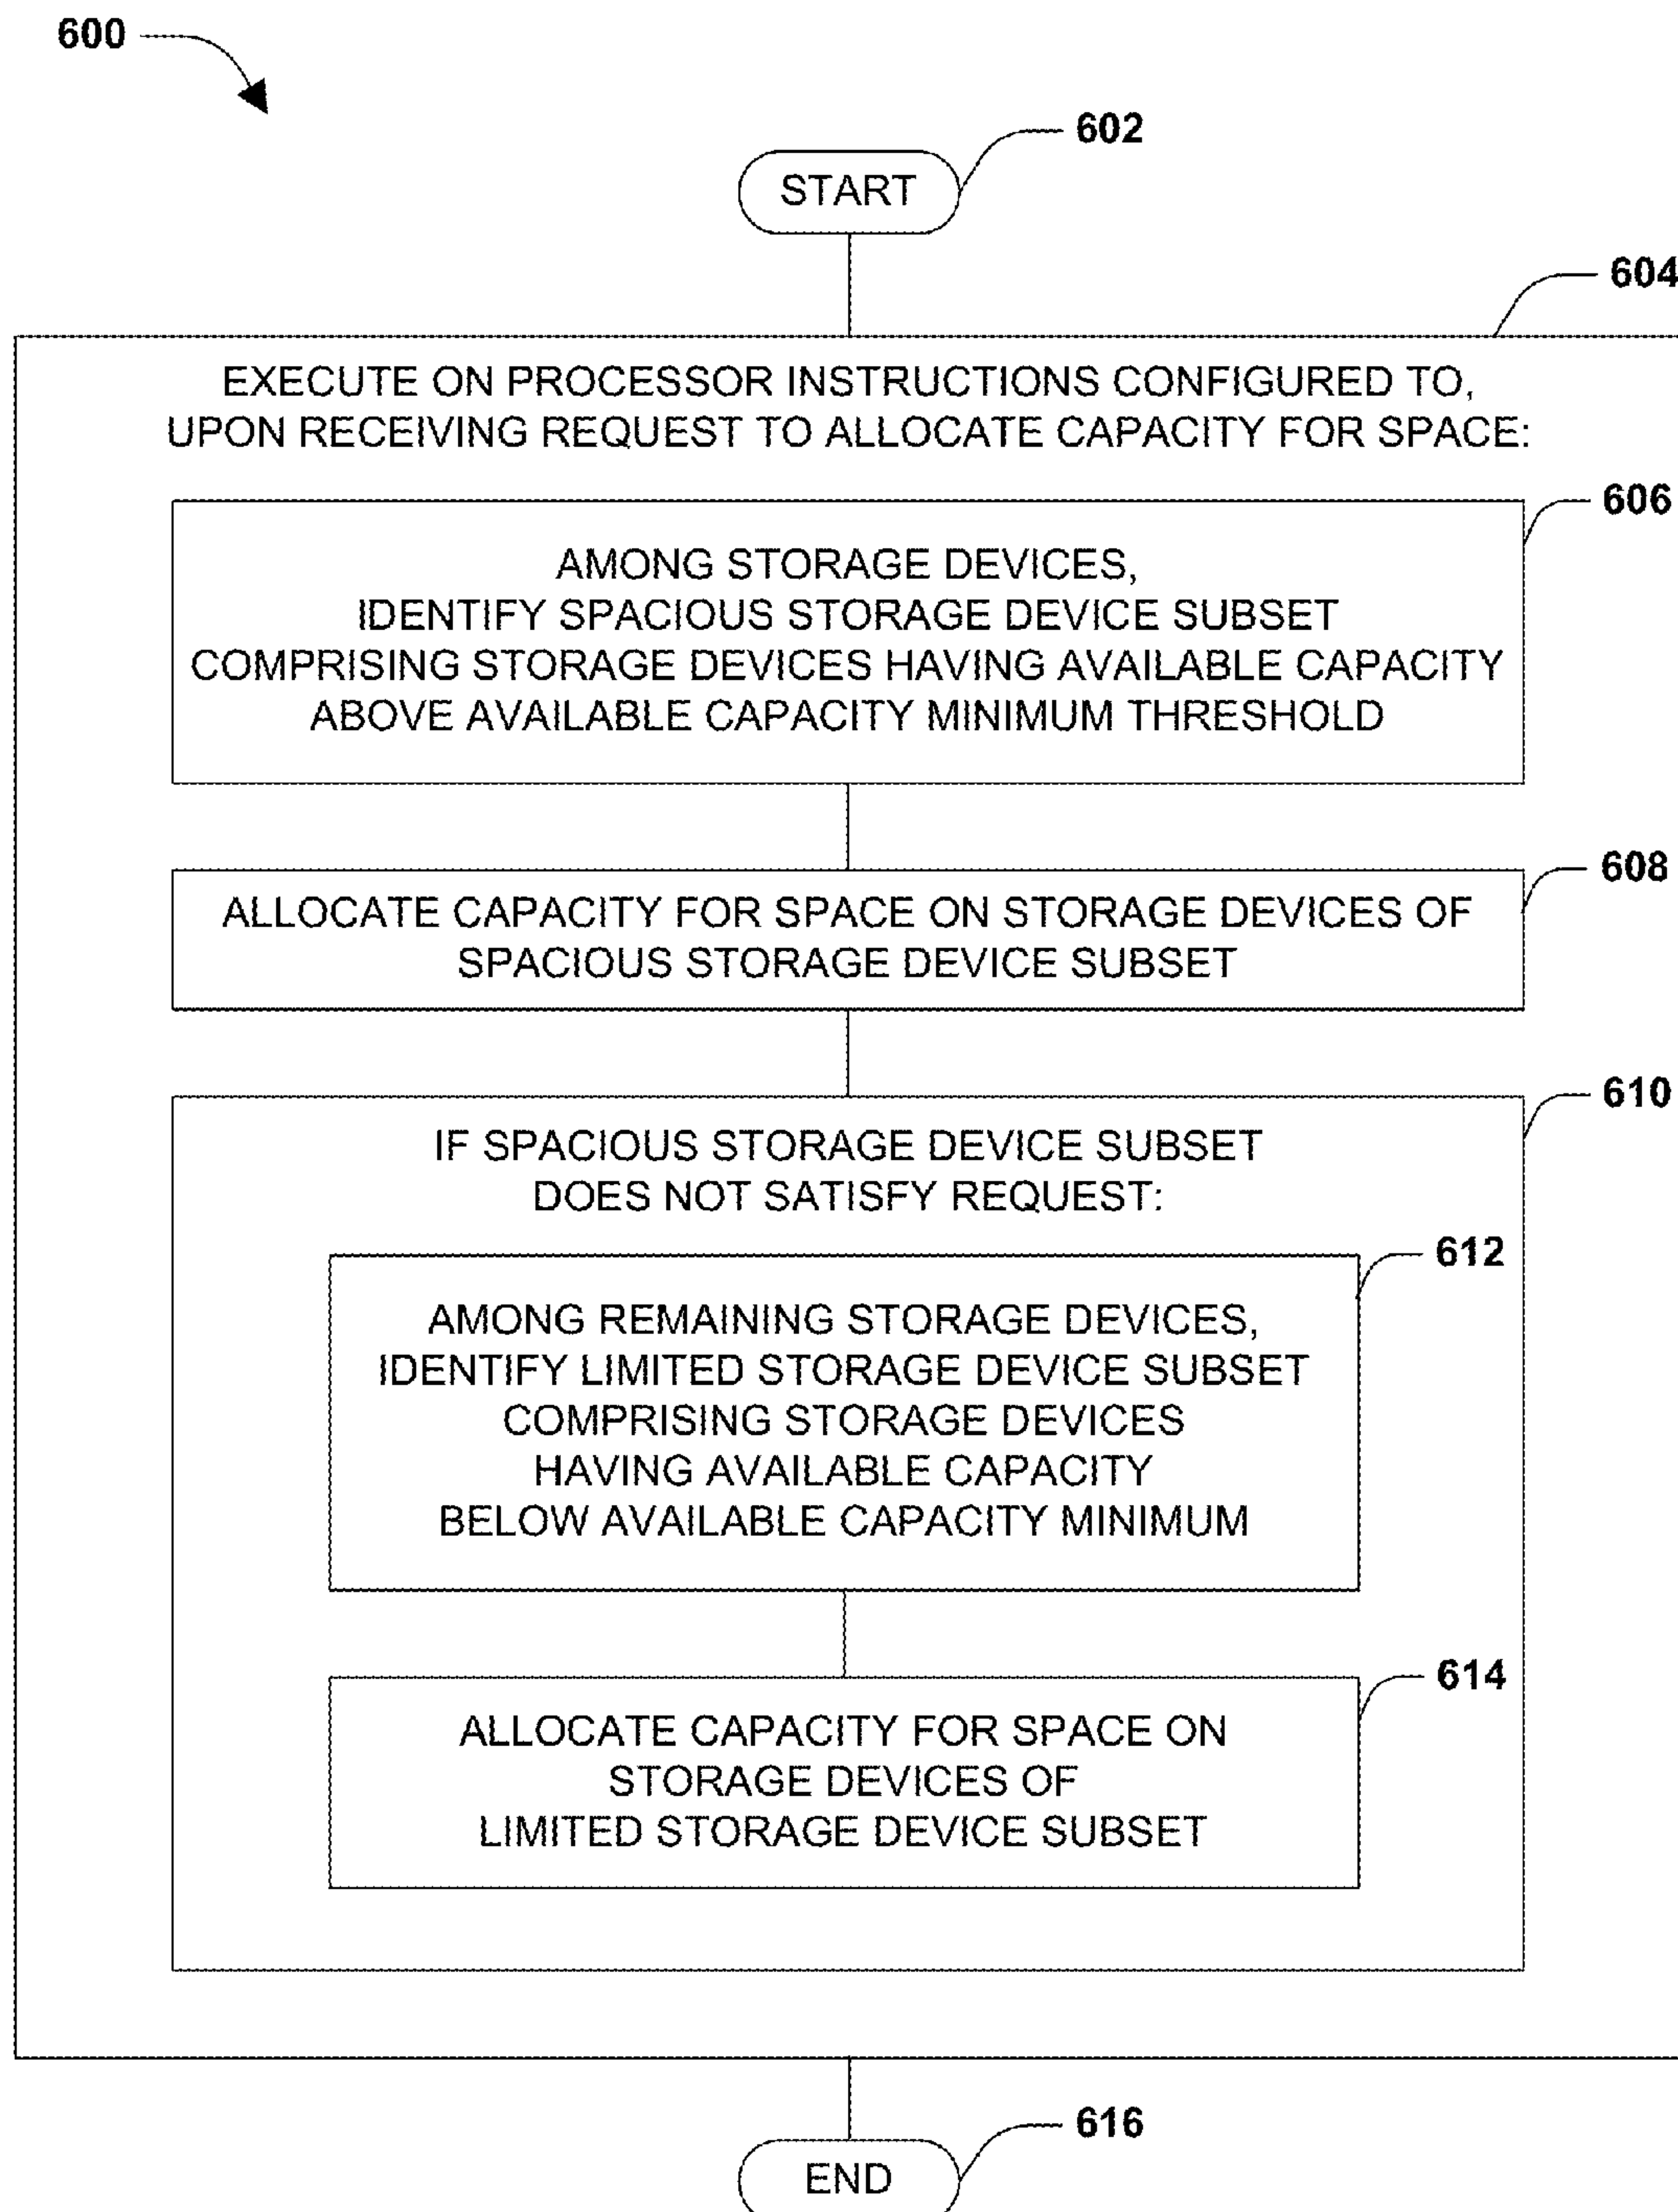 600
602
START
604
EXECUTE ON PROCESSOR INSTRUCTIONS CONFIGURED TO,
UPON RECEIVING REQUEST TO ALLOCATE CAPACITY FOR SPACE:
606
AMONG STORAGE DEVICES,
IDENTIFY SPACIOUS STORAGE DEVICE SUBSET
COMPRISING STORAGE DEVICES HAVING AVAILABLE CAPACITY
ABOVE AVAILABLE CAPACITY MINIMUM THRESHOLD
608
ALLOCATE CAPACITY FOR SPACE ON STORAGE DEVICES OF
SPACIOUS STORAGE DEVICE SUBSET
610
IF SPACIOUS STORAGE DEVICE SUBSET
DOES NOT SATISFY REQUEST:
612
AMONG REMAINING STORAGE DEVICES,
IDENTIFY LIMITED STORAGE DEVICE SUBSET
COMPRISING STORAGE DEVICES
HAVING AVAILABLE CAPACITY
BELOW AVAILABLE CAPACITY MINIMUM
614
ALLOCATE CAPACITY FOR SPACE ON
STORAGE DEVICES OF
LIMITED STORAGE DEVICE SUBSET
616
END